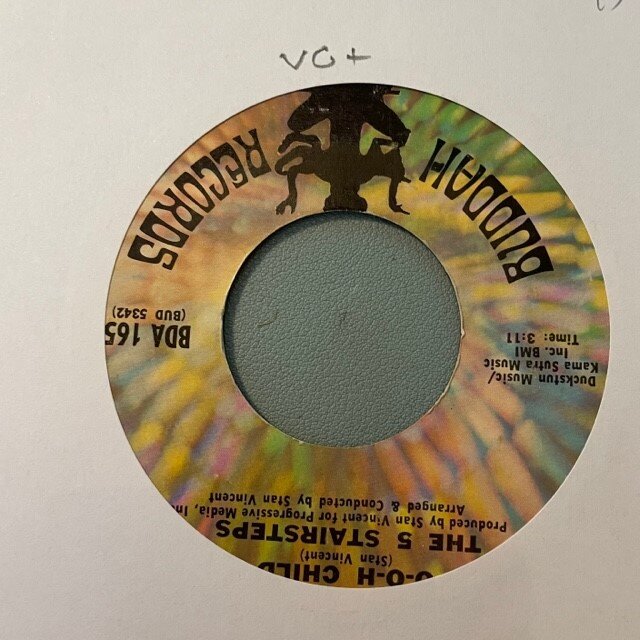 VG+
BUDDAH RECORDS
BDA 165
(BUD 5342)
Duckstun Music/
Kama Sutra Music
Inc. BMI
Time: 3:11
Produced by Stan Vincent for Progressive Media, Inc
Arranged & Conducted by Stan Vincent
THE 5 STAIRSTEPS
(Stan Vincent)
O-O-H CHILD